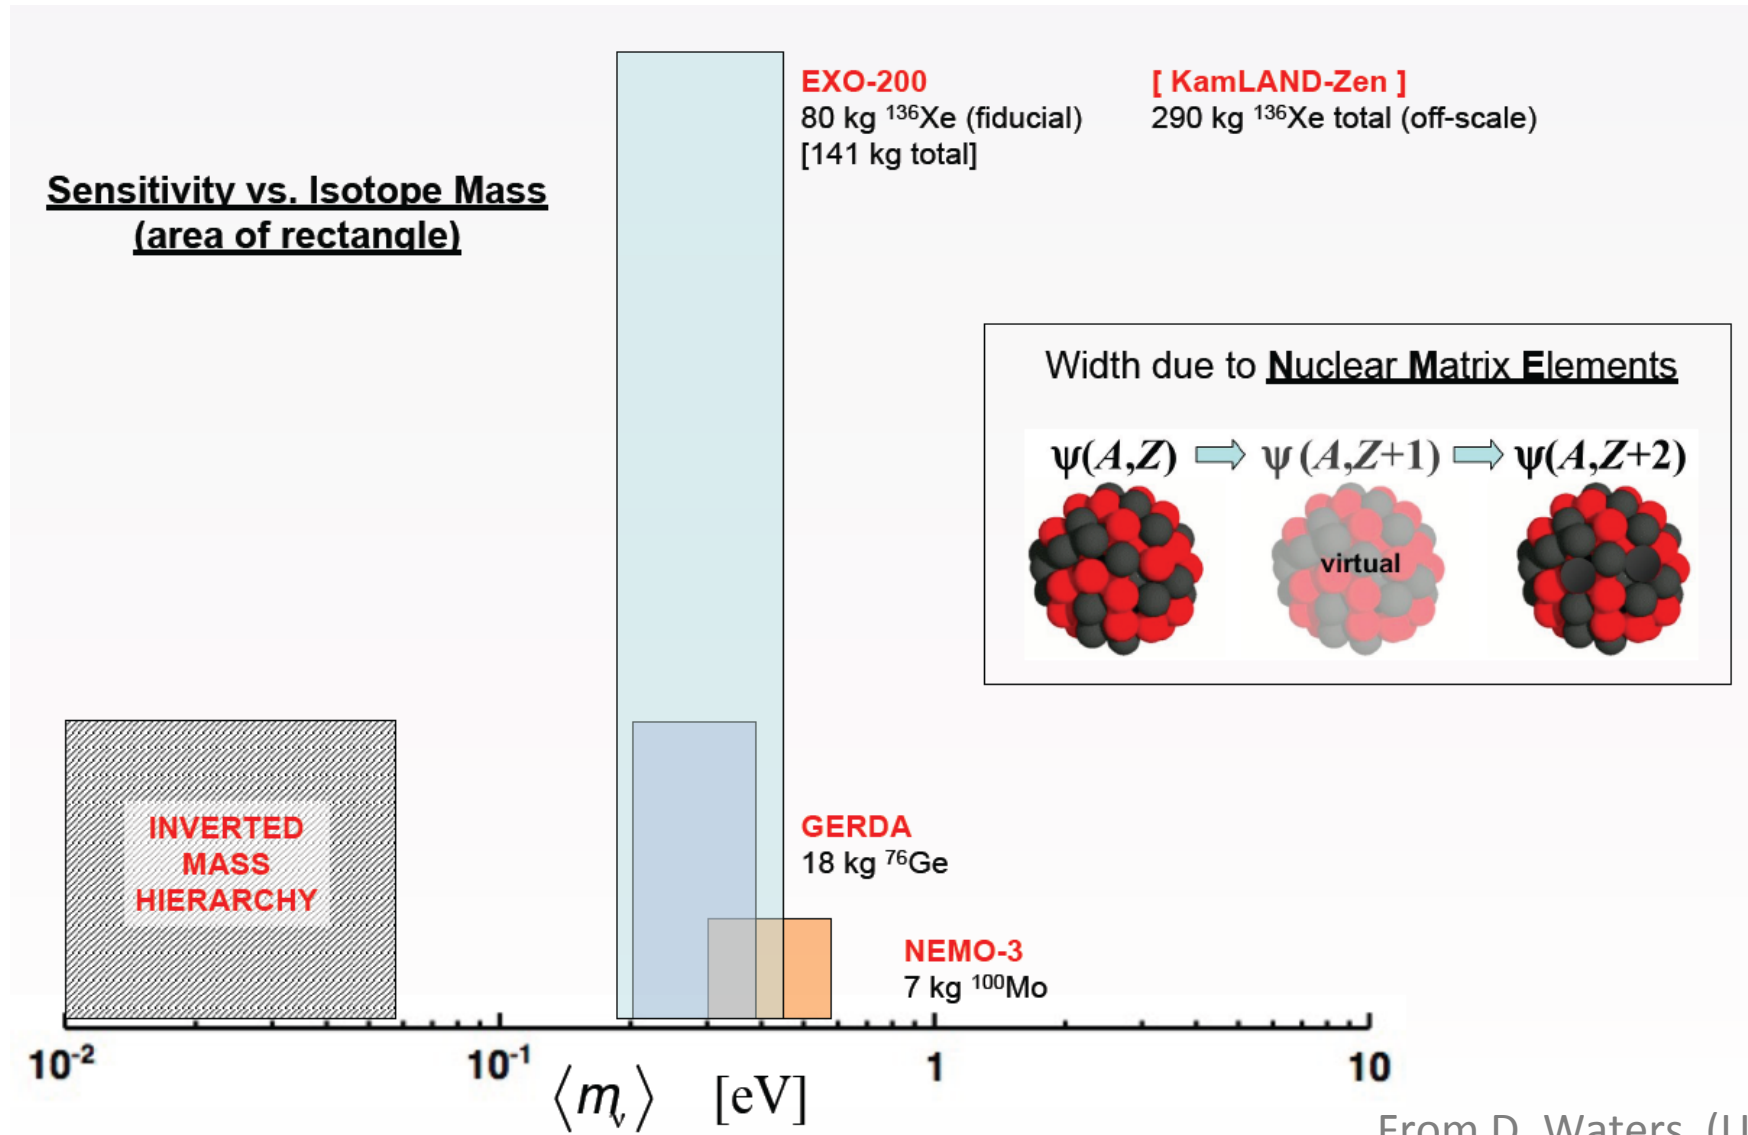 EXO-200
80 kg ¹³⁶Xe (fiducial)
[141 kg total]
[ KamLAND-Zen ]
290 kg ¹³⁶Xe total (off-scale)
Sensitivity vs. Isotope Mass
(area of rectangle)
Width due to Nuclear Matrix Elements
ψ(A,Z) ψ (A,Z+1) ψ(A,Z+2)
virtual
INVERTED
MASS
HIERARCHY
GERDA
18 kg ⁷⁶Ge
NEMO-3
7 kg ¹⁰⁰Mo
10⁻² 10⁻¹ 1 10
⟨mᵥ⟩ [eV]
From D. Waters, (U